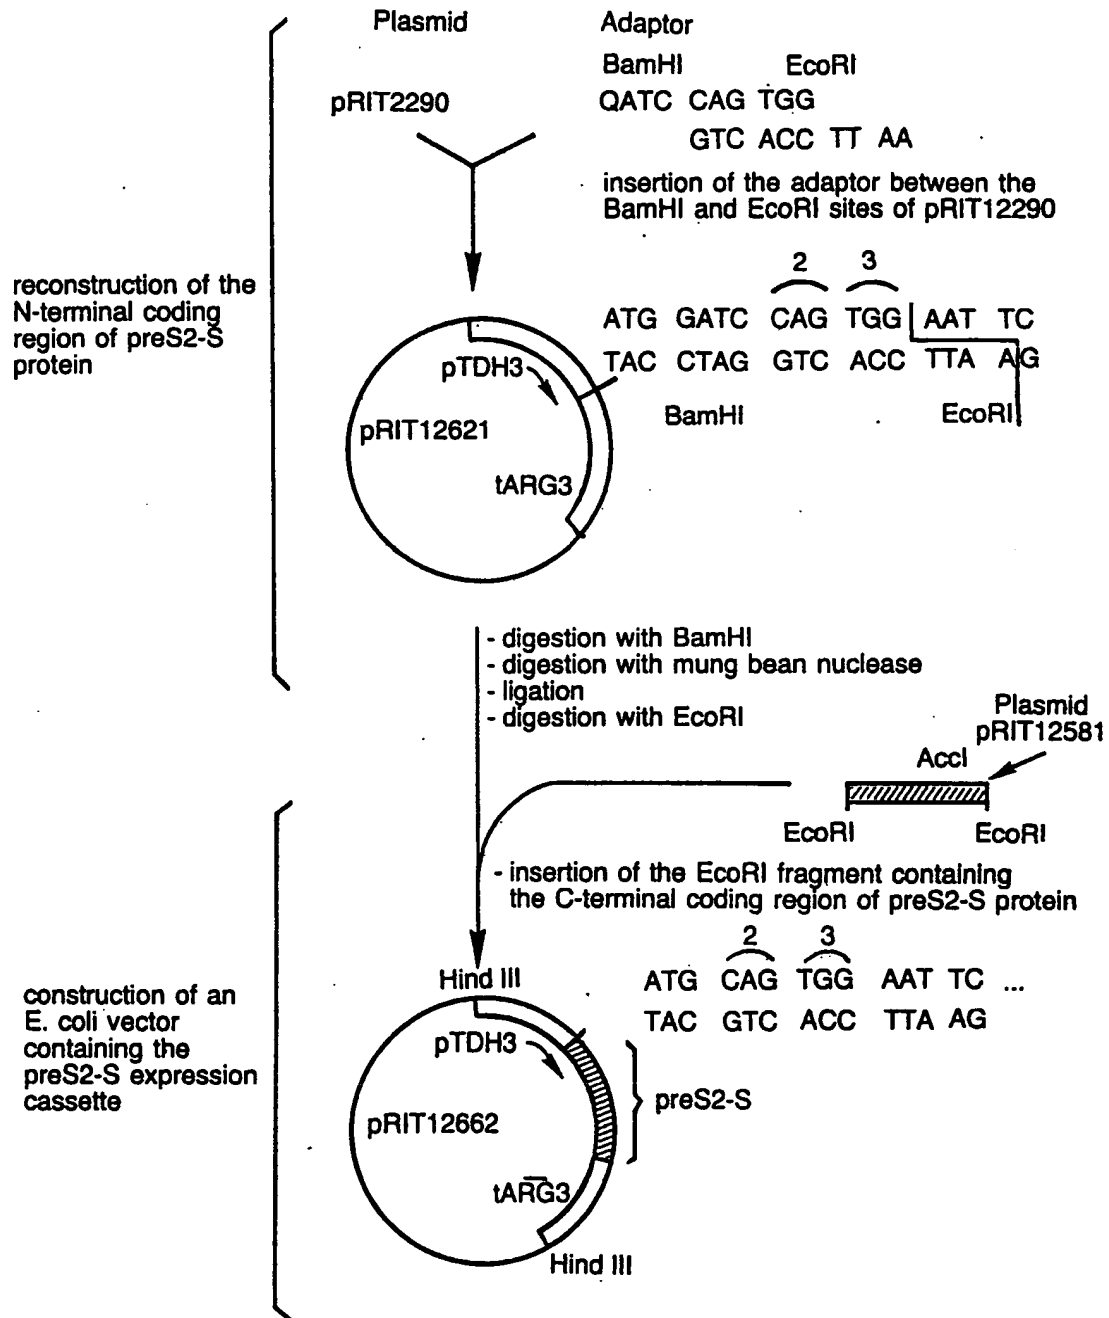 Plasmid
Adaptor
BamHI EcoRI
pRIT2290
QATC CAG TGG
GTC ACC TT AA
insertion of the adaptor between the
BamHI and EcoRI sites of pRIT12290
reconstruction of the
N-terminal coding
region of preS2-S
protein
2 3
ATG GATC CAG TGG AAT TC
TAC CTAG GTC ACC TTA AG
BamHI EcoRI
pTDH3
pRIT12621
tARG3
- digestion with BamHI
- digestion with mung bean nuclease
- ligation
- digestion with EcoRI
Plasmid
pRIT12581
AccI
EcoRI EcoRI
- insertion of the EcoRI fragment containing
the C-terminal coding region of preS2-S protein
2 3
ATG CAG TGG AAT TC ...
TAC GTC ACC TTA AG
construction of an
E. coli vector
containing the
preS2-S expression
cassette
Hind III
pTDH3
preS2-S
pRIT12662
tARG3
Hind III